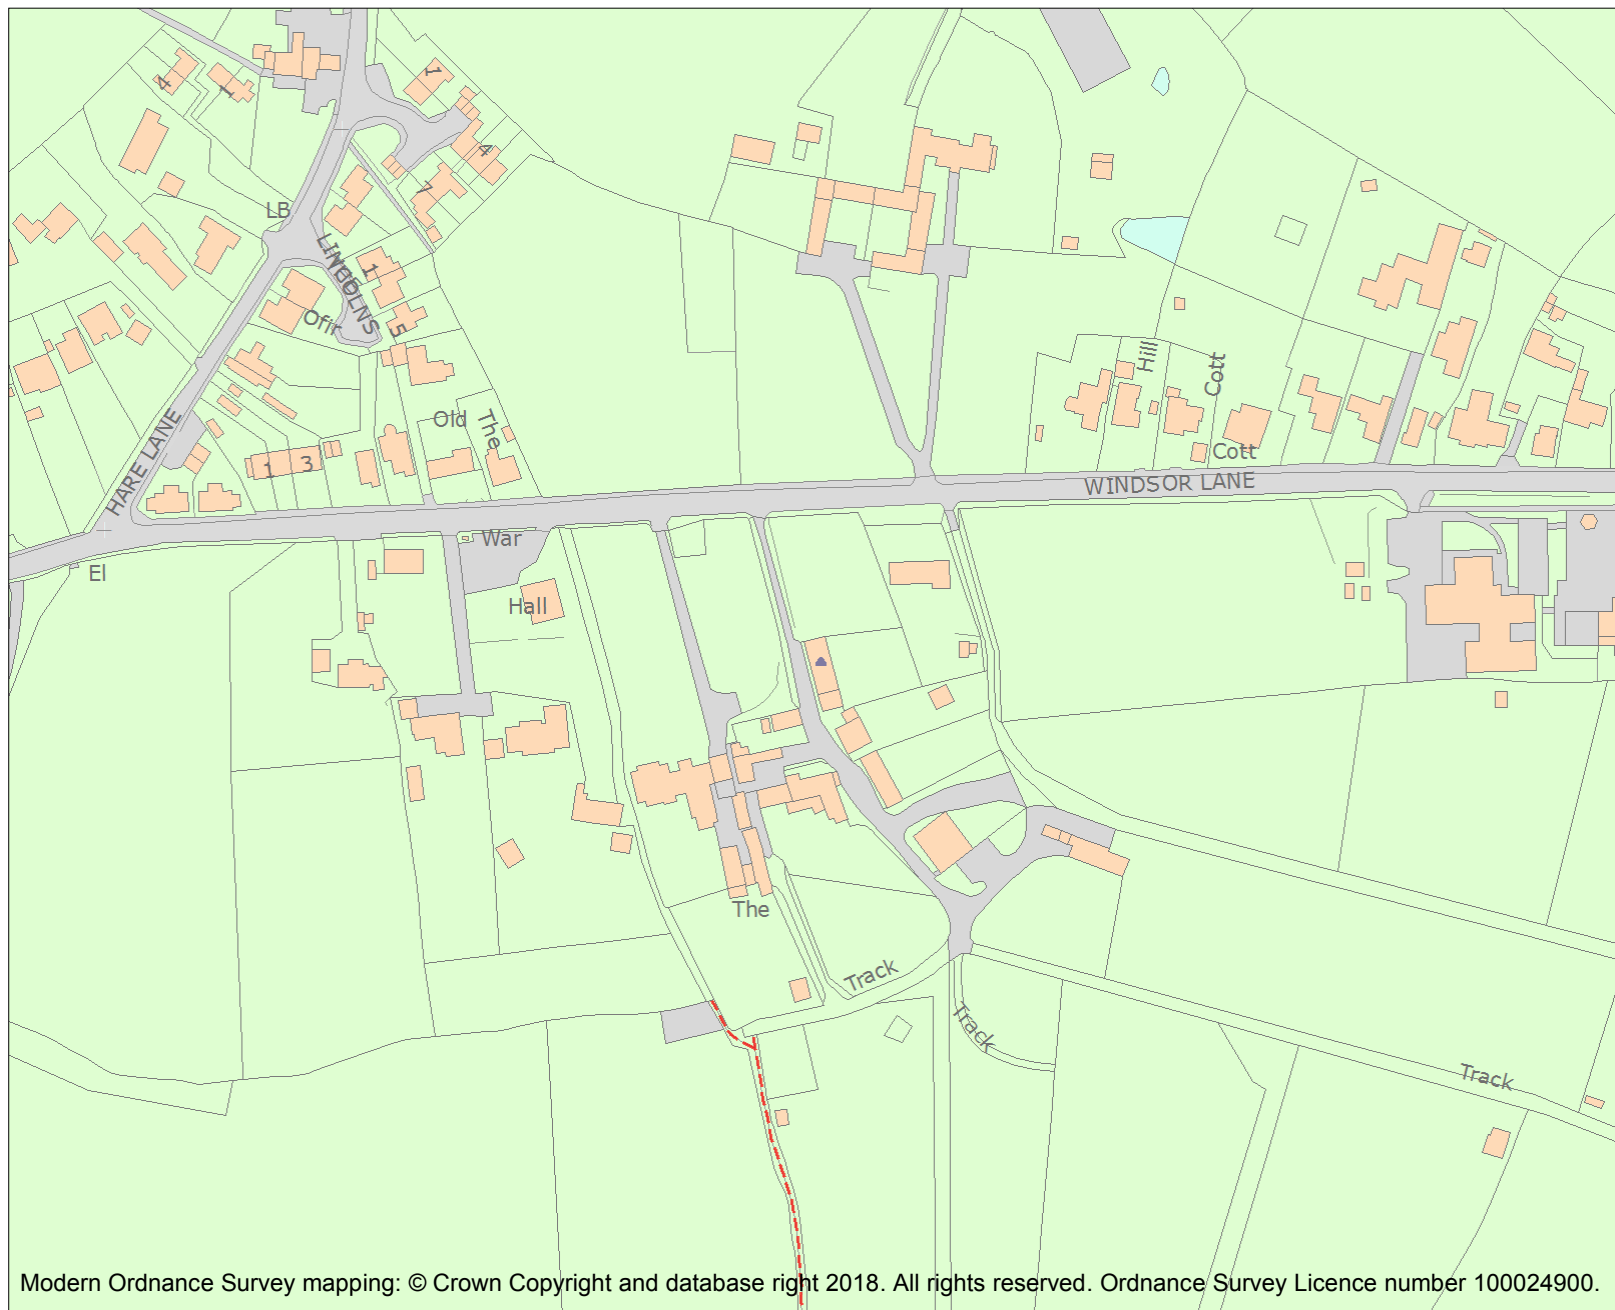 1
4
1
4
7
LB
LINCOLNS
1
Ofir
5
Hill
Cott
Old
The
HARE LANE
1
3
Cott
WINDSOR LANE
War
El
Hall
The
Track
Track
Track
Modern Ordnance Survey mapping: © Crown Copyright and database right 2018. All rights reserved. Ordnance Survey Licence number 100024900.